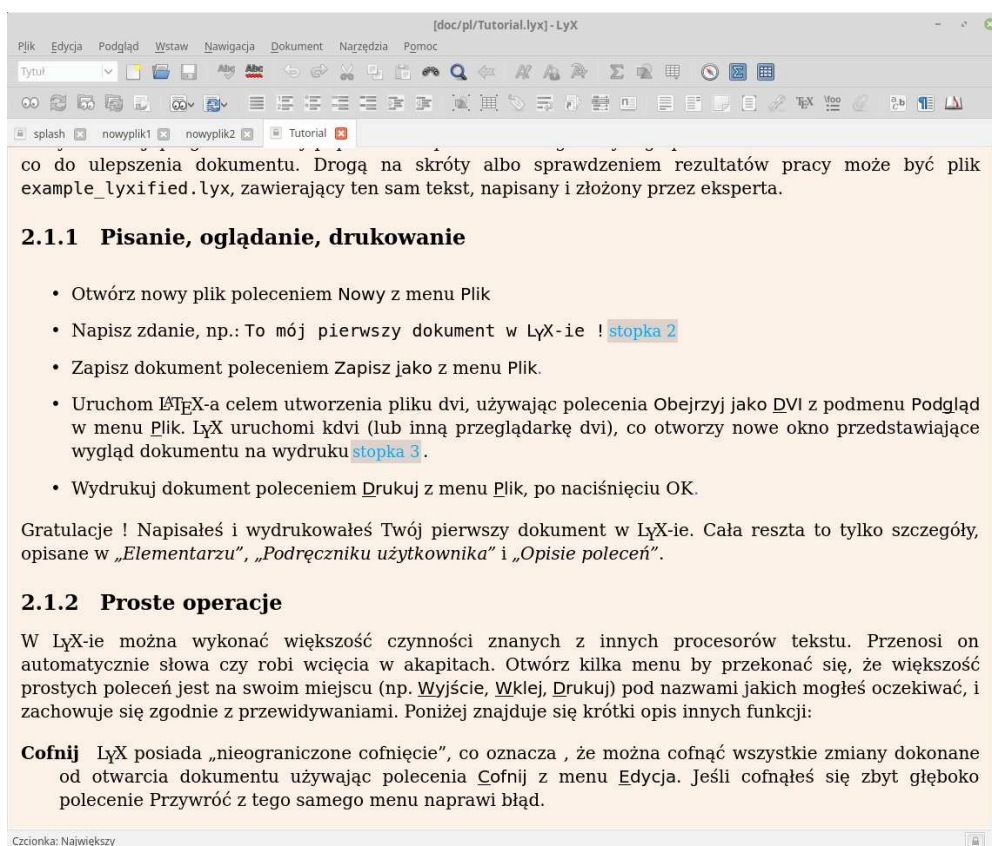 [doc/pl/Tutorial.lyx] - LyX
Plik Edycja Podgląd Wstaw Nawigacja Dokument Narzędzia Pomoc
Tytuł
splash nowyplik1 nowyplik2 Tutorial
co do ulepszenia dokumentu. Drogą na skróty albo sprawdzeniem rezultatów pracy może być plik
example_lyxified.lyx, zawierający ten sam tekst, napisany i złożony przez eksperta.
2.1.1 Pisanie, oglądanie, drukowanie
• Otwórz nowy plik poleceniem Nowy z menu Plik
• Napisz zdanie, np.: To mój pierwszy dokument w LyX-ie ! stopka 2
• Zapisz dokument poleceniem Zapisz jako z menu Plik.
• Uruchom LATEX-a celem utworzenia pliku dvi, używając polecenia Obejrzyj jako DVI z podmenu Podgląd
w menu Plik. LyX uruchomi kdvi (lub inną przeglądarkę dvi), co otworzy nowe okno przedstawiające
wygląd dokumentu na wydruku stopka 3 .
• Wydrukuj dokument poleceniem Drukuj z menu Plik, po naciśnięciu OK.
Gratulacje ! Napisałeś i wydrukowałeś Twój pierwszy dokument w LyX-ie. Cała reszta to tylko szczegóły,
opisane w „Elementarzu”, „Podręczniku użytkownika” i „Opisie poleceń”.
2.1.2 Proste operacje
W LyX-ie można wykonać większość czynności znanych z innych procesorów tekstu. Przenosi on
automatycznie słowa czy robi wcięcia w akapitach. Otwórz kilka menu by przekonać się, że większość
prostych poleceń jest na swoim miejscu (np. Wyjście, Wklej, Drukuj) pod nazwami jakich mogłeś oczekiwać, i
zachowuje się zgodnie z przewidywaniami. Poniżej znajduje się krótki opis innych funkcji:
Cofnij LyX posiada „nieograniczone cofnięcie”, co oznacza , że można cofnąć wszystkie zmiany dokonane
od otwarcia dokumentu używając polecenia Cofnij z menu Edycja. Jeśli cofnąłeś się zbyt głęboko
polecenie Przywróć z tego samego menu naprawi błąd.
Czcionka: Największy